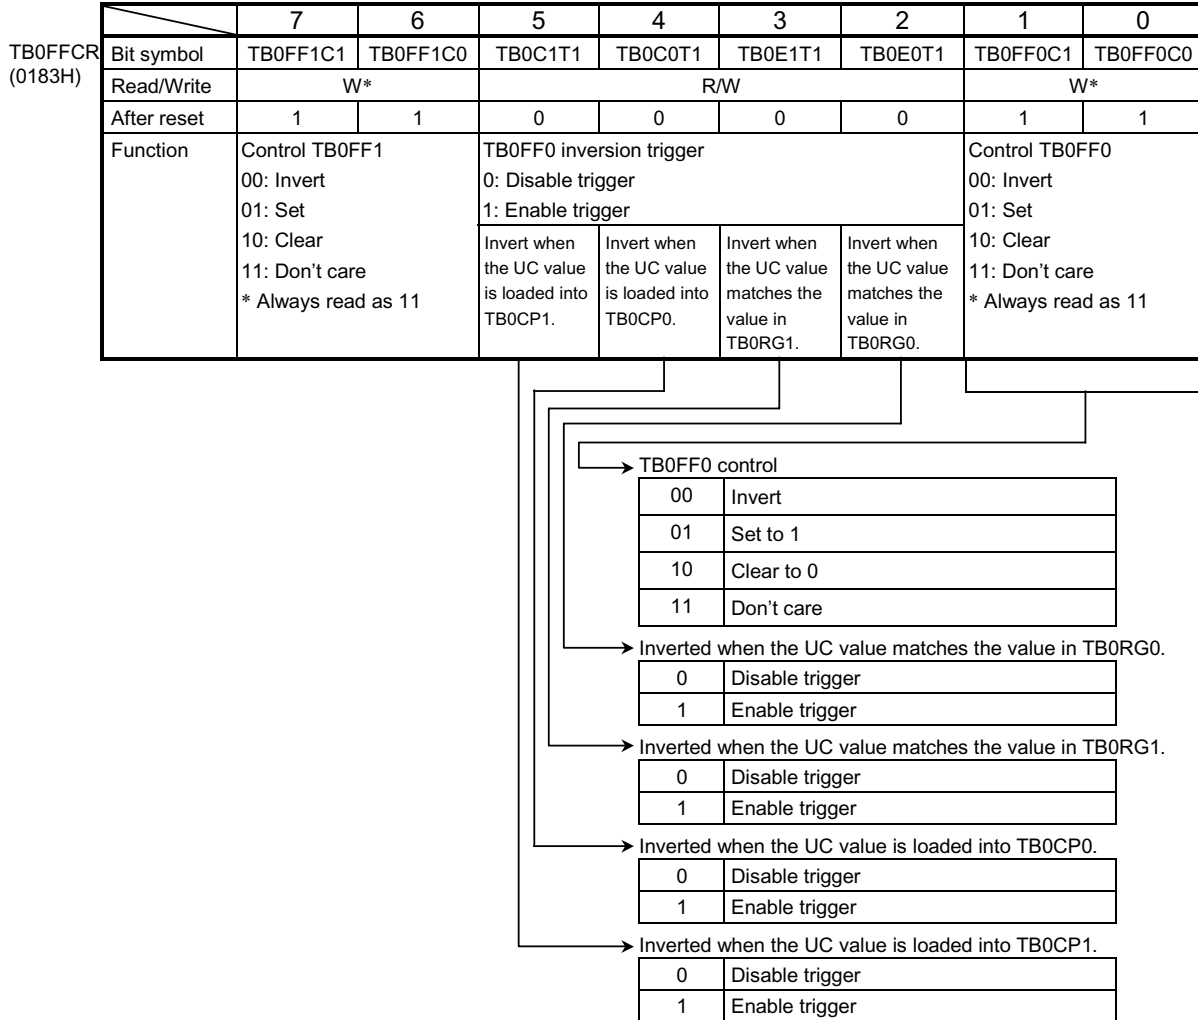 7 6 5 4 3 2 1 0
TB0FFCR
(0183H)
Bit symbol TB0FF1C1 TB0FF1C0 TB0C1T1 TB0C0T1 TB0E1T1 TB0E0T1 TB0FF0C1 TB0FF0C0
Read/Write W* R/W W*
After reset 1 1 0 0 0 0 1 1
Function
Control TB0FF1
00: Invert
01: Set
10: Clear
11: Don't care
* Always read as 11
TB0FF0 inversion trigger
0: Disable trigger
1: Enable trigger
Invert when
the UC value
is loaded into
TB0CP1.
Invert when
the UC value
is loaded into
TB0CP0.
Invert when
the UC value
matches the
value in
TB0RG1.
Invert when
the UC value
matches the
value in
TB0RG0.
Control TB0FF0
00: Invert
01: Set
10: Clear
11: Don't care
* Always read as 11
TB0FF0 control
00 Invert
01 Set to 1
10 Clear to 0
11 Don't care
Inverted when the UC value matches the value in TB0RG0.
0 Disable trigger
1 Enable trigger
Inverted when the UC value matches the value in TB0RG1.
0 Disable trigger
1 Enable trigger
Inverted when the UC value is loaded into TB0CP0.
0 Disable trigger
1 Enable trigger
Inverted when the UC value is loaded into TB0CP1.
0 Disable trigger
1 Enable trigger